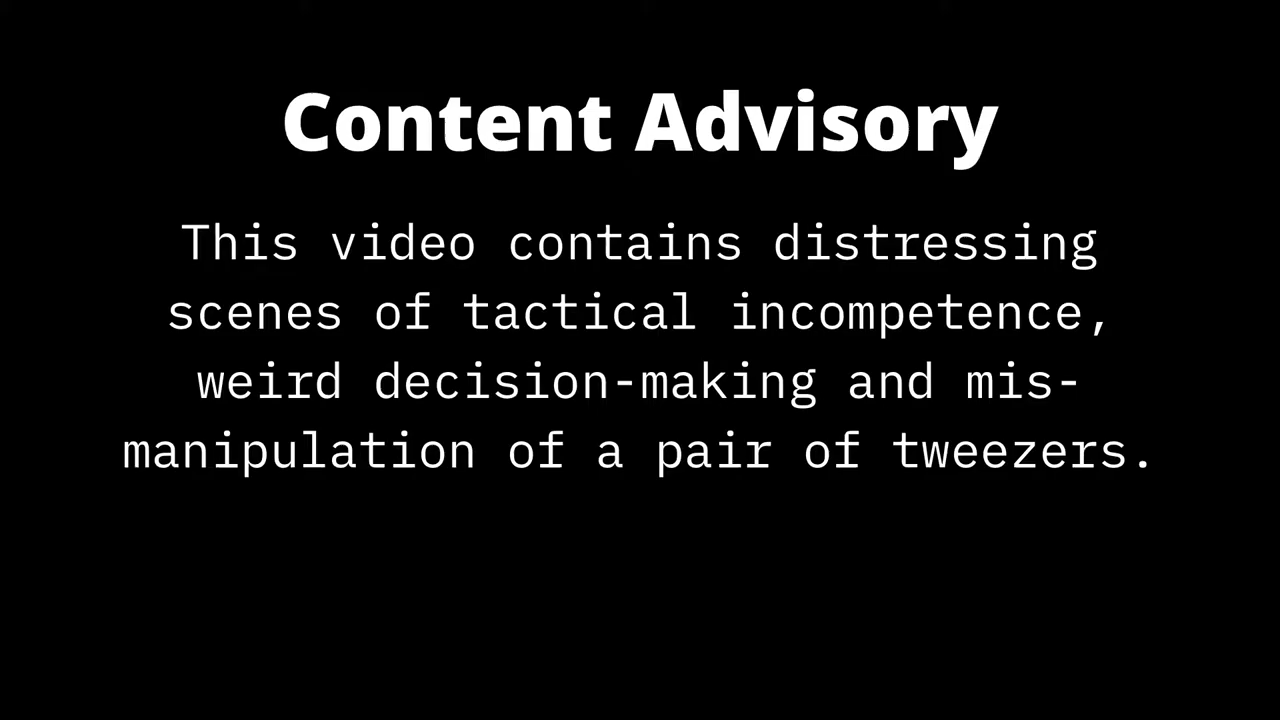 Content Advisory
This video contains distressing
scenes of tactical incompetence,
weird decision-making and mis-
manipulation of a pair of tweezers.